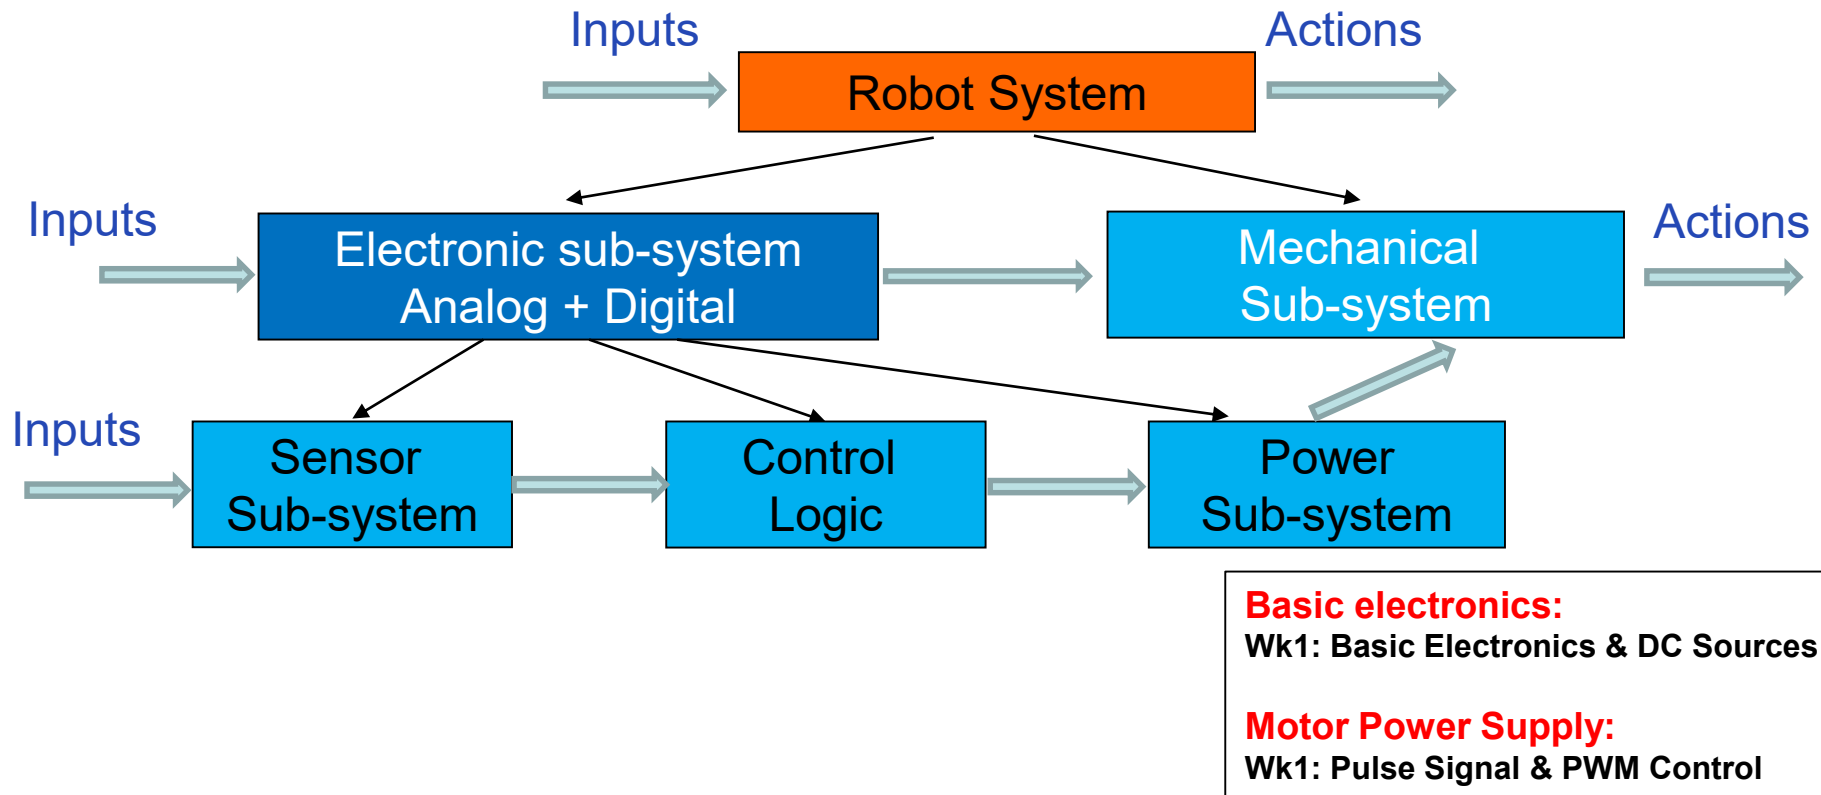 Inputs
Actions
Robot System
Inputs
Electronic sub-system
Analog + Digital
Mechanical
Sub-system
Actions
Inputs
Sensor
Sub-system
Control
Logic
Power
Sub-system
Basic electronics:
Wk1: Basic Electronics & DC Sources
Motor Power Supply:
Wk1: Pulse Signal & PWM Control